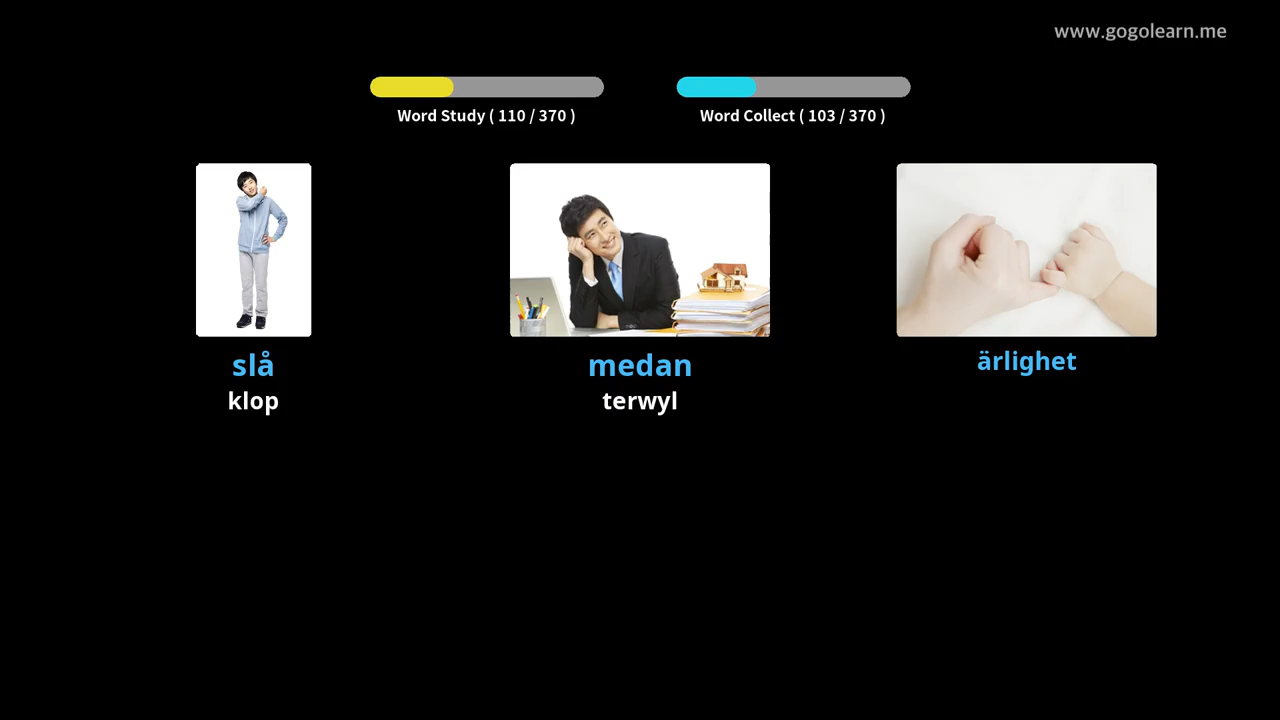 www.gogolearn.me
Word Study ( 110 / 370 )
Word Collect ( 103 / 370 )
slå
klop
medan
terwyl
ärlighet